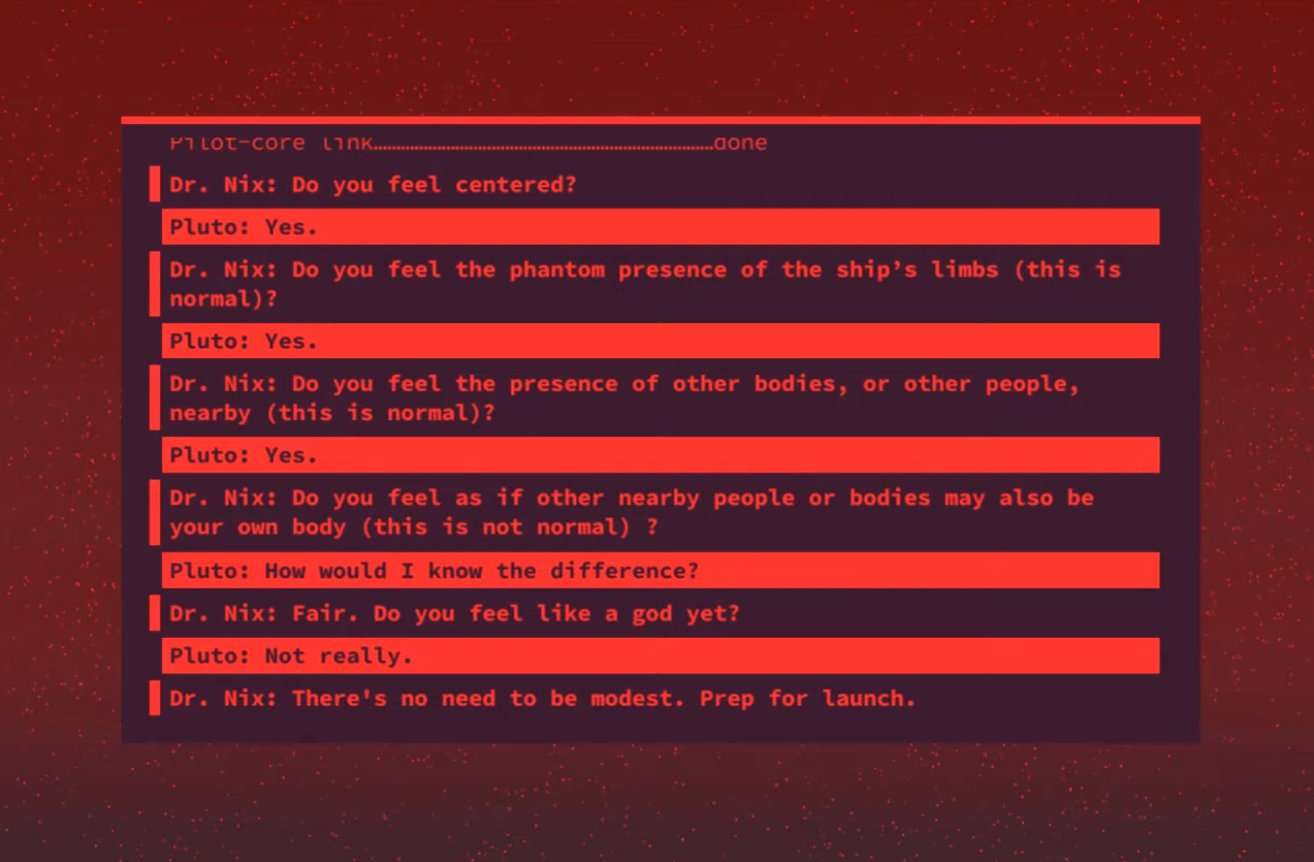 Pilot-core link……………………………………………………………done
Dr. Nix: Do you feel centered?
Pluto: Yes.
Dr. Nix: Do you feel the phantom presence of the ship’s limbs (this is
normal)?
Pluto: Yes.
Dr. Nix: Do you feel the presence of other bodies, or other people,
nearby (this is normal)?
Pluto: Yes.
Dr. Nix: Do you feel as if other nearby people or bodies may also be
your own body (this is not normal) ?
Pluto: How would I know the difference?
Dr. Nix: Fair. Do you feel like a god yet?
Pluto: Not really.
Dr. Nix: There's no need to be modest. Prep for launch.